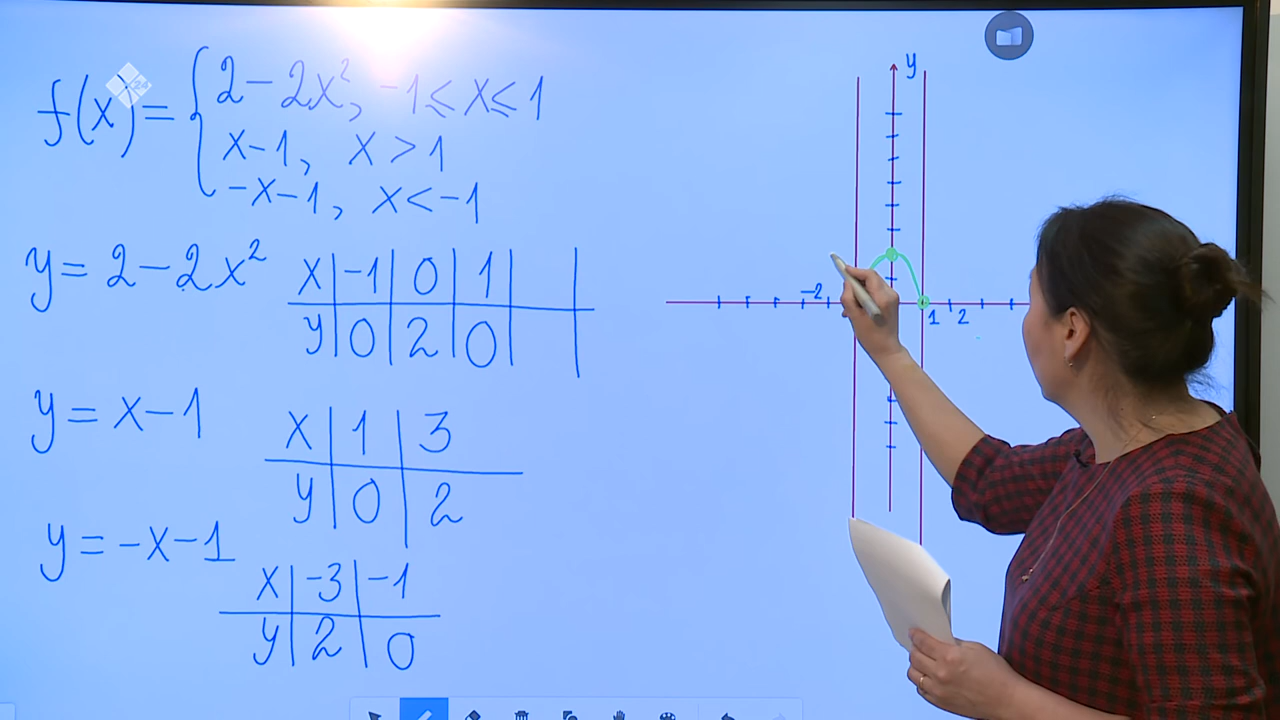 f(x) = { 2 - 2x², -1 ≤ x ≤ 1
x - 1, x > 1
-x - 1, x < -1
y = 2 - 2x²
x | -1 | 0 | 1
y | 0 | 2 | 0
y = x - 1
x | 1 | 3
y | 0 | 2
y = -x - 1
x | -3 | -1
y | 2 | 0
y
-2 1 2
24